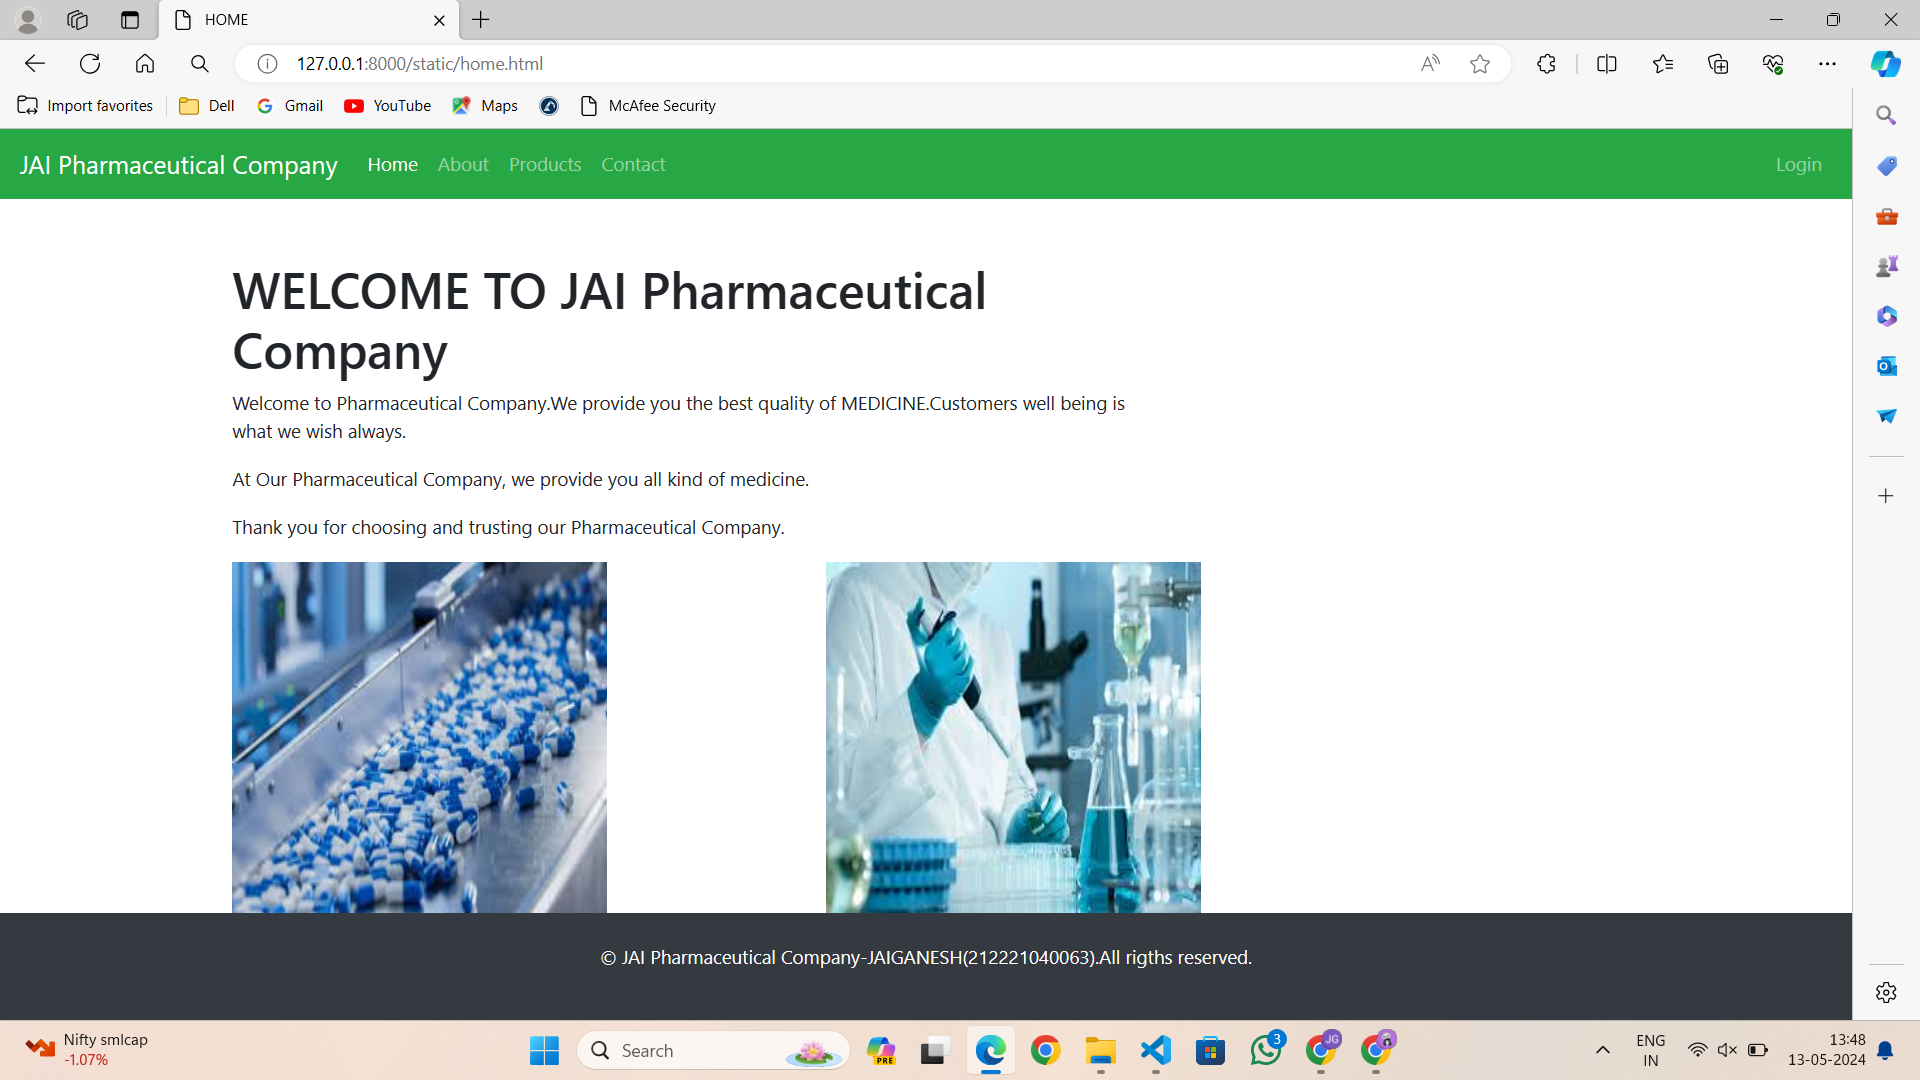 HOME
127.0.0.1:8000/static/home.html
Import favorites Dell Gmail YouTube Maps McAfee Security
JAI Pharmaceutical Company Home About Products Contact Login
WELCOME TO JAI Pharmaceutical
Company
Welcome to Pharmaceutical Company.We provide you the best quality of MEDICINE.Customers well being is
what we wish always.
At Our Pharmaceutical Company, we provide you all kind of medicine.
Thank you for choosing and trusting our Pharmaceutical Company.
© JAI Pharmaceutical Company-JAIGANESH(212221040063).All rigths reserved.
Nifty smlcap
-1.07%
Search
PRE
3
JG
ENG
IN
13:48
13-05-2024